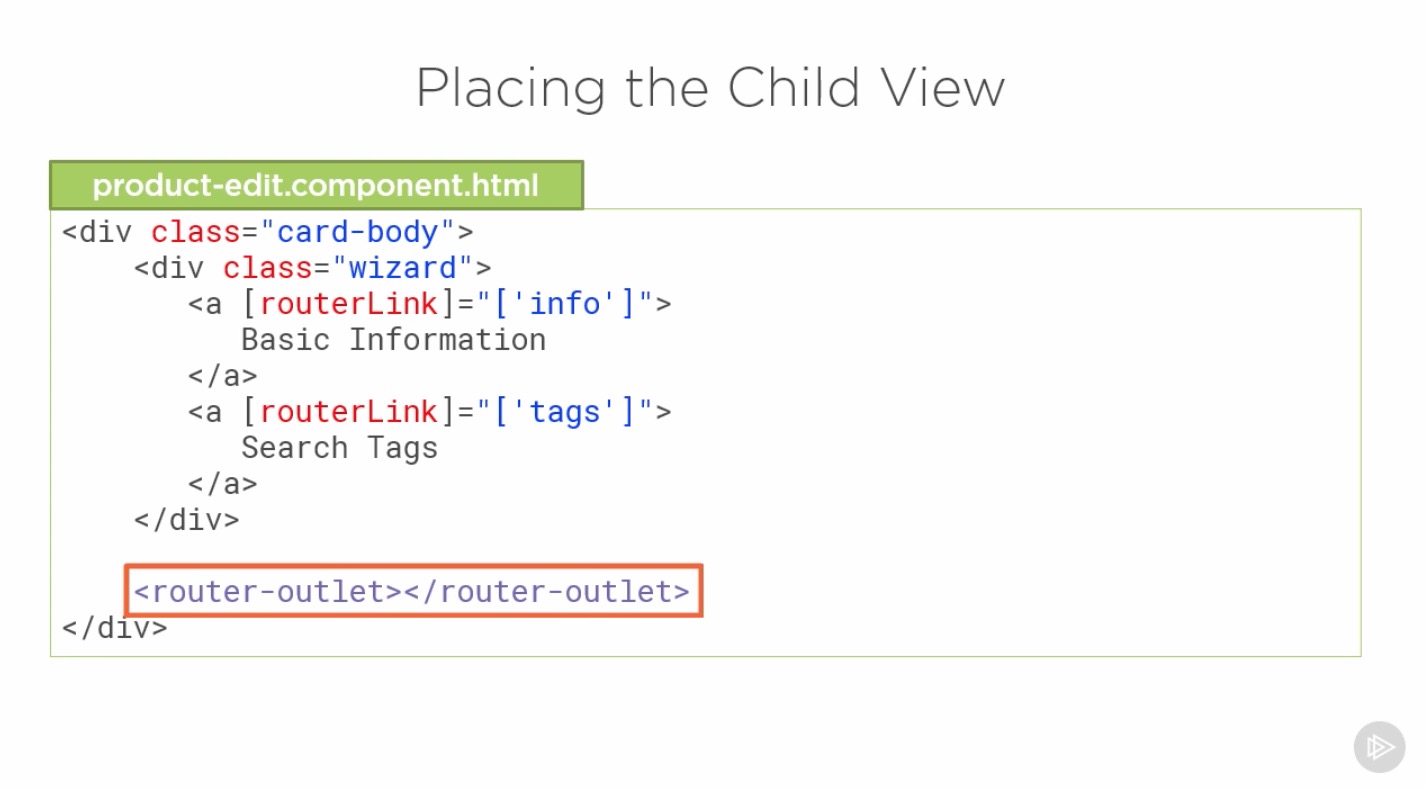 Placing the Child View
product-edit.component.html
<div class="card-body">
<div class="wizard">
<a [routerLink]="['info']">
Basic Information
</a>
<a [routerLink]="['tags']">
Search Tags
</a>
</div>
<router-outlet></router-outlet>
</div>